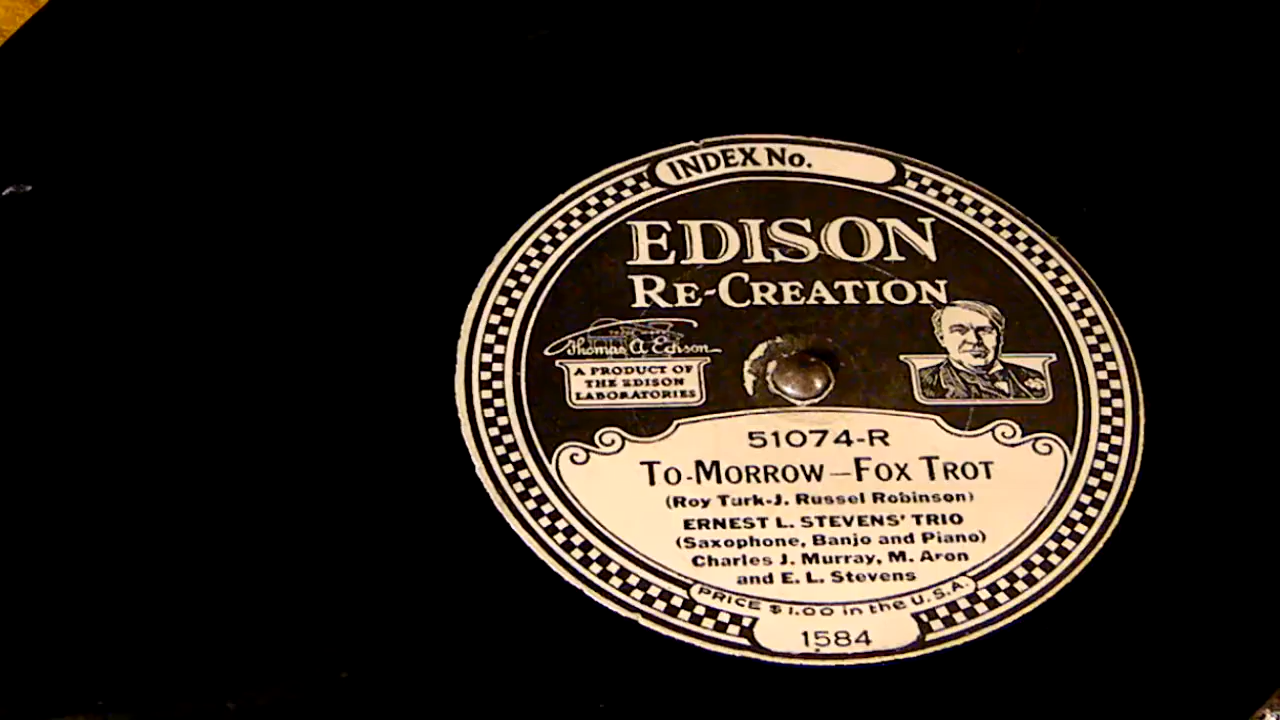 INDEX No.
EDISON
RE-CREATION
TRADE MARK
Thomas A Edison
A PRODUCT OF
THE EDISON
LABORATORIES
51074-R
TO-MORROW—FOX TROT
(Roy Turk-J. Russel Robinson)
ERNEST L. STEVENS' TRIO
(Saxophone, Banjo and Piano)
Charles J. Murray, M. Aron
and E. L. Stevens
PRICE $1.00 in the U.S.A.
1584